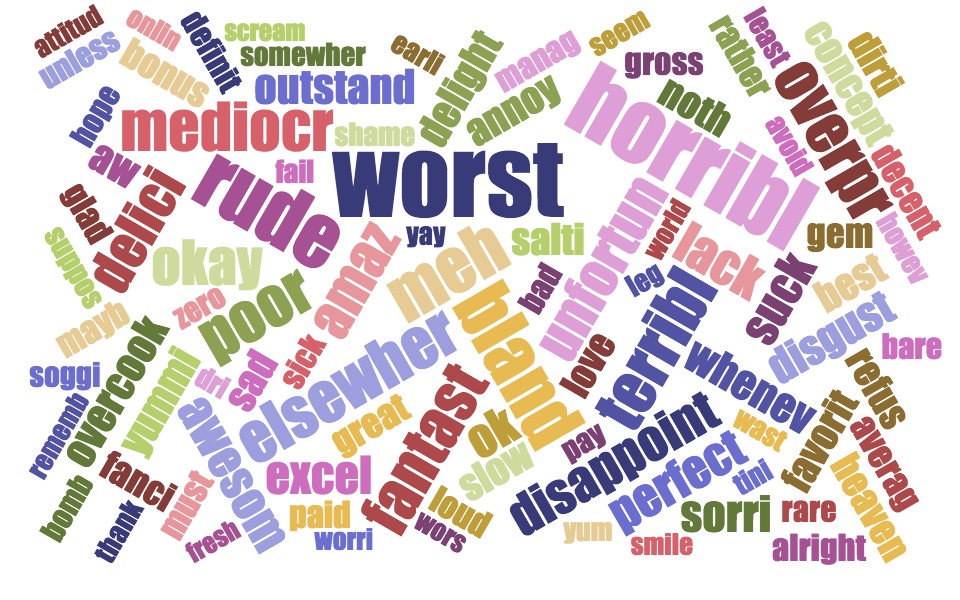 attitud
onlin
definit
scream
somewher
earli
delight
manag
seem
rather
least
concept
dirti
unless
bonus
outstand
annoy
gross
noth
overpr
hope
mediocr
shame
worst
horribl
avoid
decent
aw
rude
fail
glad
delici
okay
yay
meh
salti
unfortun
world
lack
gem
howev
suppos
amaz
bad
leg
suck
best
mayb
zero
poor
bland
terribl
disgust
bare
soggi
overcook
yummi
dri
sad
sick
elsewher
love
whenev
refus
rememb
awesom
great
fantast
ok
pay
disappoint
wast
favorit
averag
fanci
must
excel
slow
perfect
tini
heaven
bomb
thank
fresh
paid
worri
loud
wors
yum
smile
sorri
rare
alright